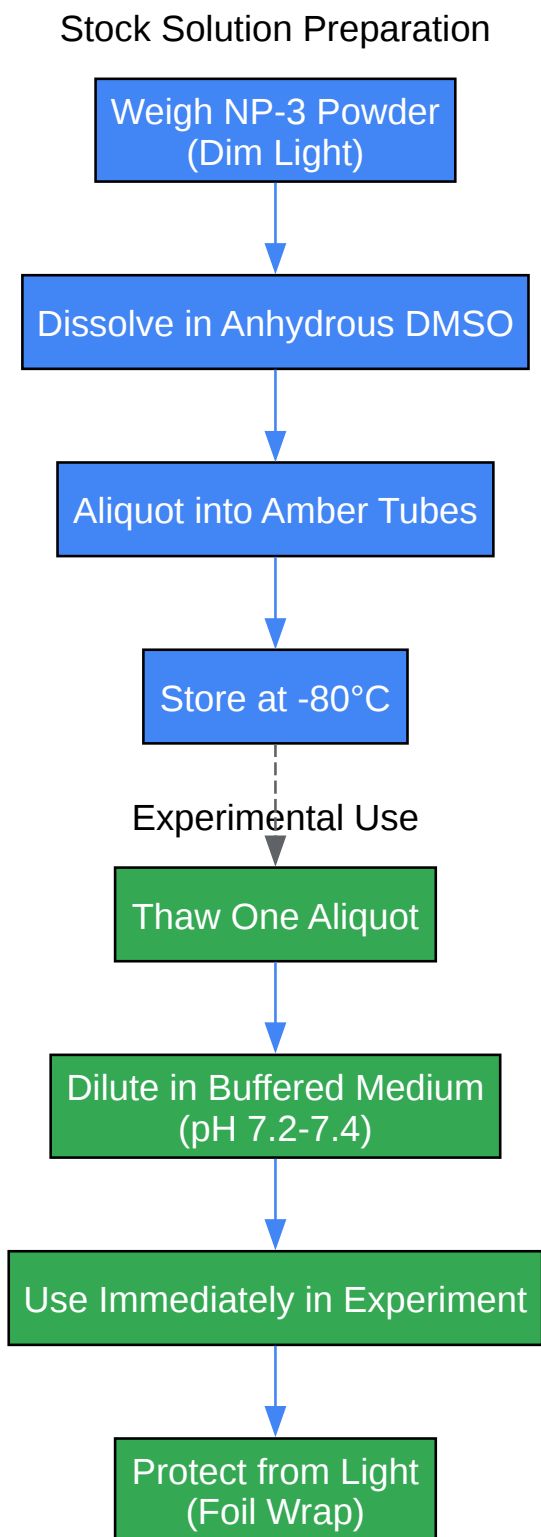 Stock Solution Preparation
Weigh NP-3 Powder
(Dim Light)
Dissolve in Anhydrous DMSO
Aliquot into Amber Tubes
Store at -80°C
Experimental Use
Thaw One Aliquot
Dilute in Buffered Medium
(pH 7.2-7.4)
Use Immediately in Experiment
Protect from Light
(Foil Wrap)